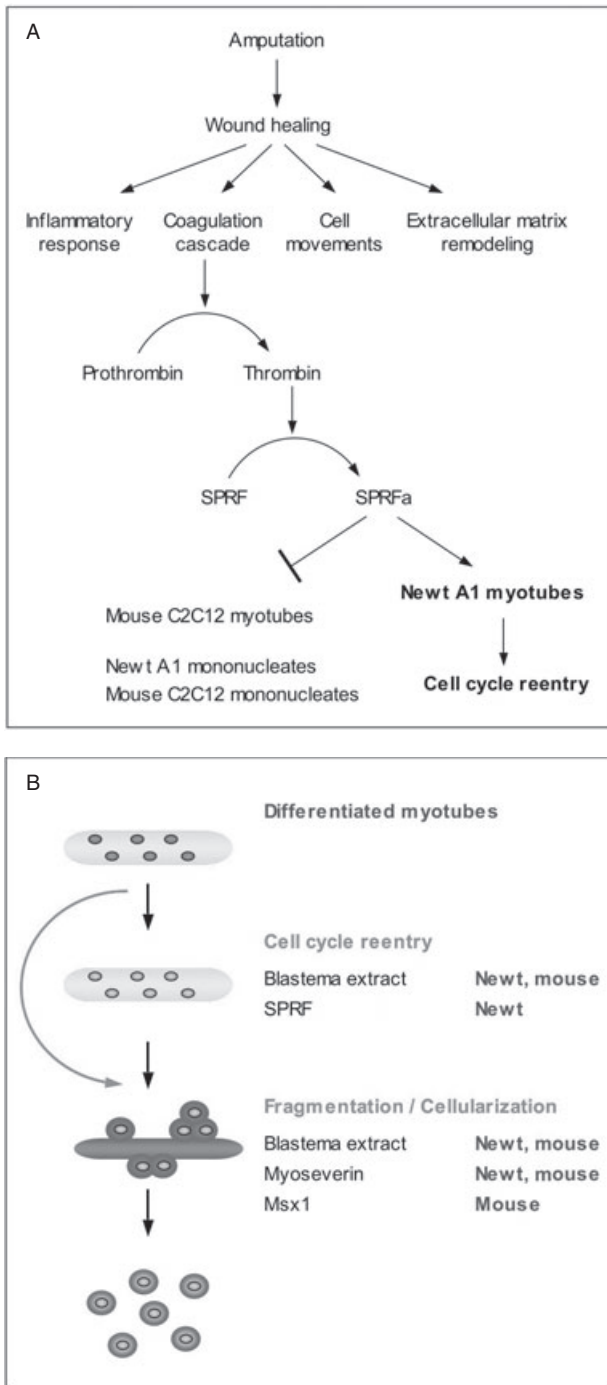 A
Amputation
Wound healing
Inflammatory response
Coagulation cascade
Cell movements
Extracellular matrix remodeling
Prothrombin
Thrombin
SPRF
SPRFa
Mouse C2C12 myotubes
Newt A1 myotubes
Newt A1 mononucleates
Mouse C2C12 mononucleates
Cell cycle reentry
B
Differentiated myotubes
Cell cycle reentry
Blastema extract Newt, mouse
SPRF Newt
Fragmentation / Cellularization
Blastema extract Newt, mouse
Myoseverin Newt, mouse
Msx1 Mouse